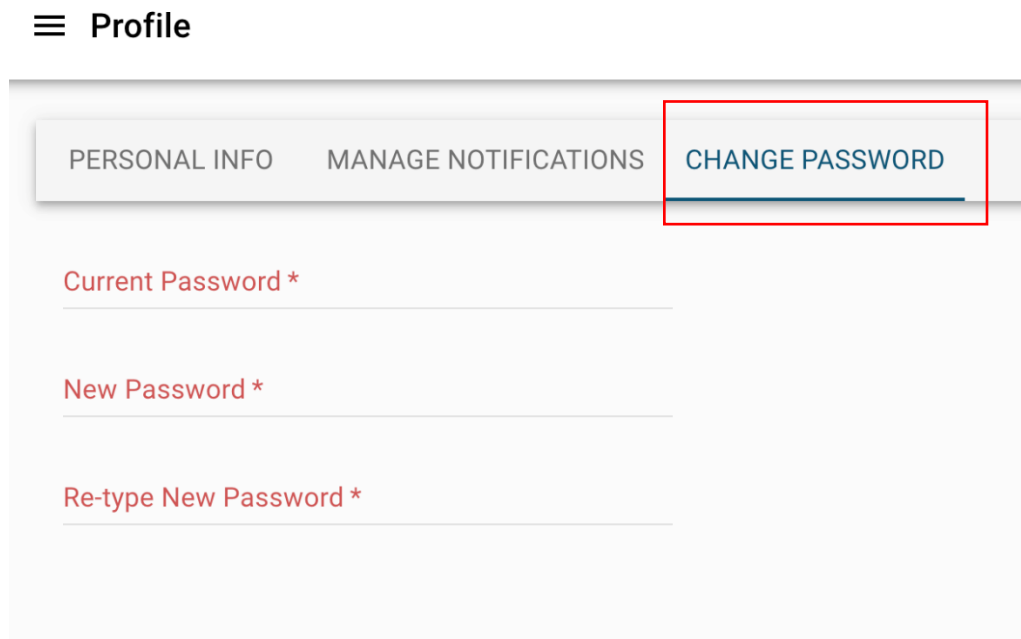 Profile
PERSONAL INFO MANAGE NOTIFICATIONS CHANGE PASSWORD
Current Password *
New Password *
Re-type New Password *